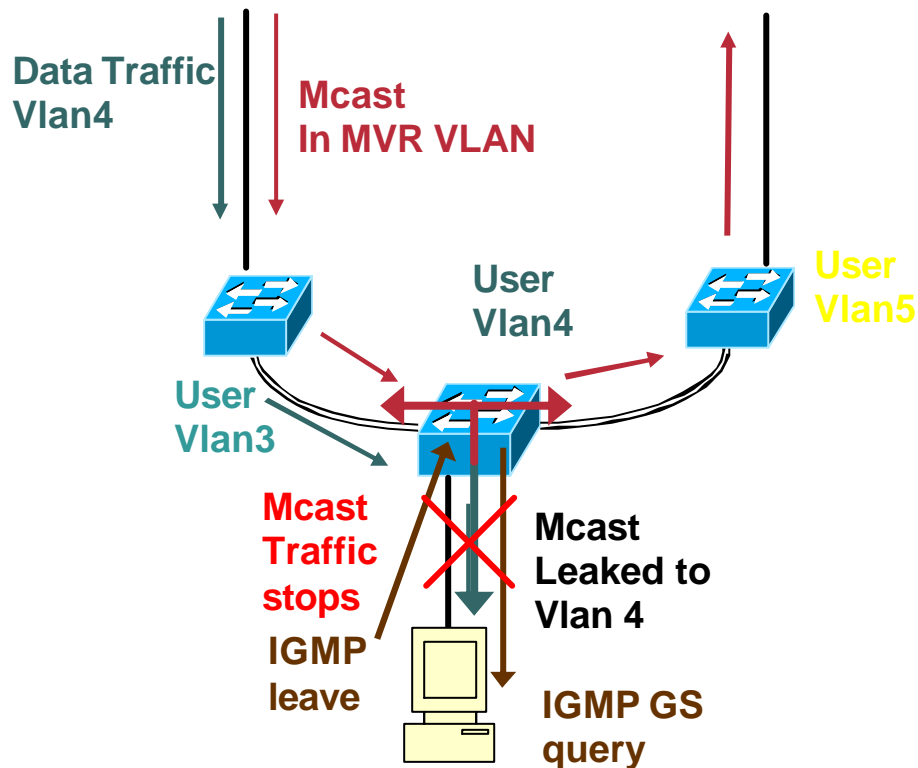 Data Traffic
Vlan4
Mcast
In MVR VLAN
User
Vlan4
User
Vlan5
User
Vlan3
Mcast
Traffic
stops
Mcast
Leaked to
Vlan 4
IGMP
leave
IGMP GS
query